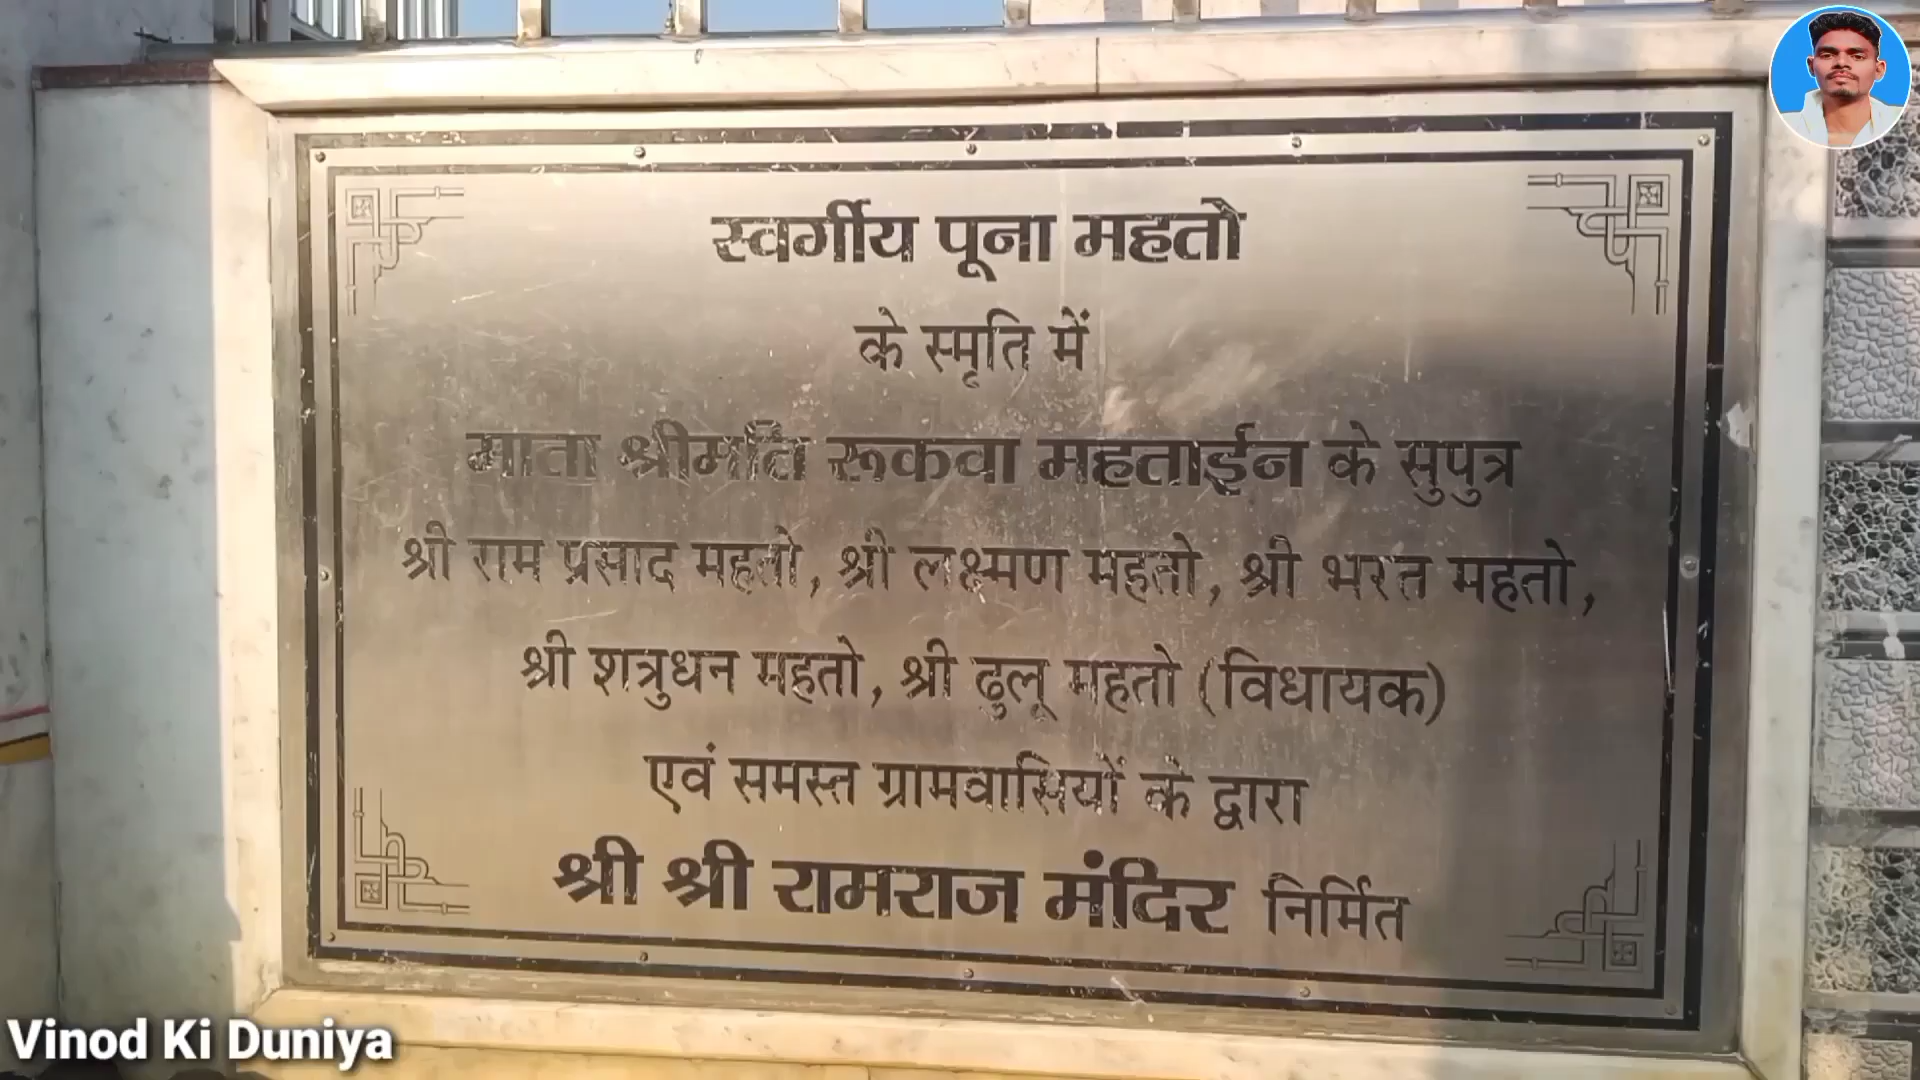 स्वर्गीय पूना महतो
के स्मृति में
माता श्रीमति रूकवा महताईन के सुपुत्र
श्री राम प्रसाद महतो, श्री लक्ष्मण महतो, श्री भरत महतो,
श्री शत्रुधन महतो, श्री ढुलू महतो (विधायक)
एवं समस्त ग्रामवासियों के द्वारा
श्री श्री रामराज मंदिर निर्मित
Vinod Ki Duniya